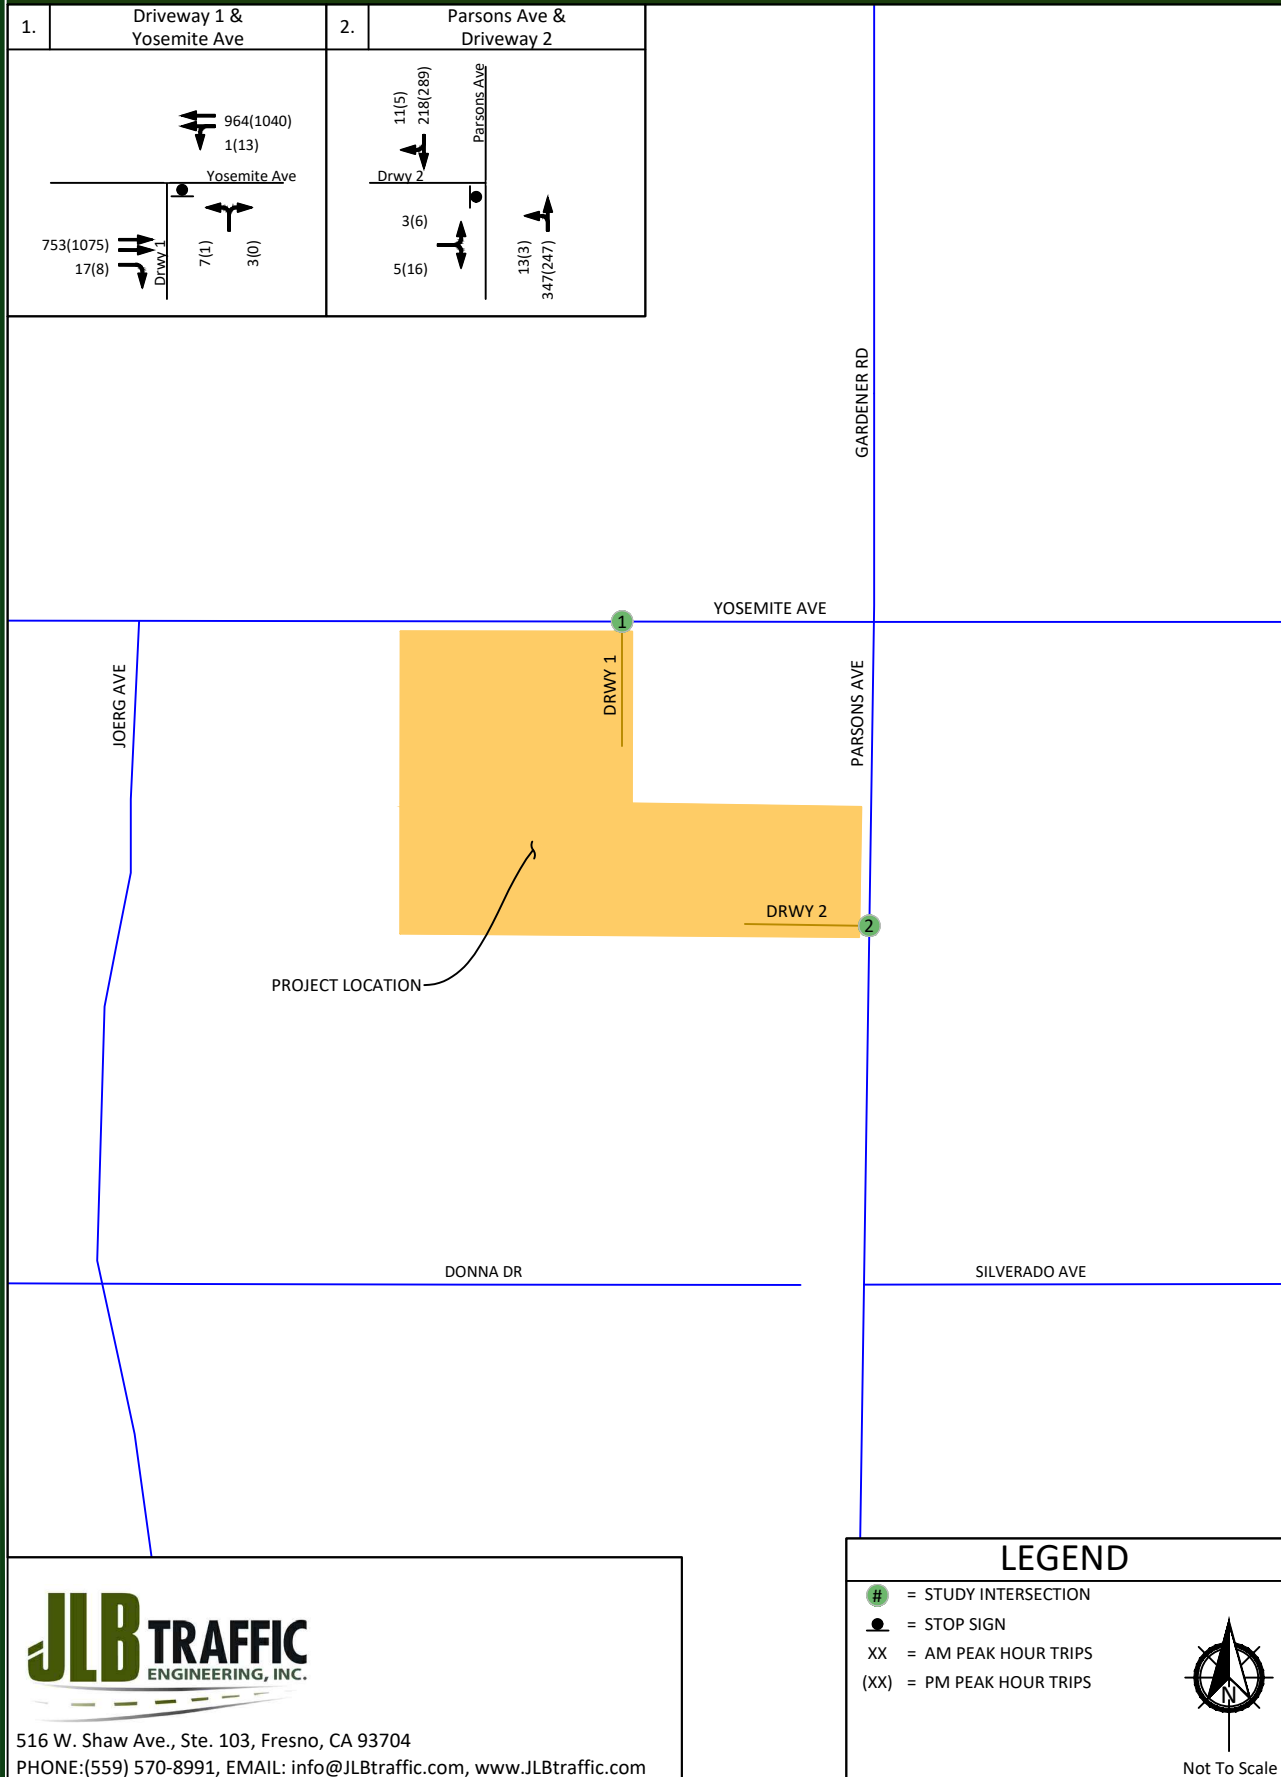 1.
Driveway 1 &
Yosemite Ave
2.
Parsons Ave &
Driveway 2
964(1040)
1(13)
Yosemite Ave
753(1075)
17(8)
Drwy 1
7(1)
3(0)
11(5)
218(289)
Parsons Ave
Drwy 2
3(6)
5(16)
13(3)
347(247)
GARDENER RD
YOSEMITE AVE
1
DRWY 1
JOERG AVE
PARSONS AVE
DRWY 2
2
PROJECT LOCATION
DONNA DR
SILVERADO AVE
LEGEND
# = STUDY INTERSECTION
= STOP SIGN
XX = AM PEAK HOUR TRIPS
(XX) = PM PEAK HOUR TRIPS
N
Not To Scale
JLB TRAFFIC
ENGINEERING, INC.
516 W. Shaw Ave., Ste. 103, Fresno, CA 93704
PHONE:(559) 570-8991, EMAIL: info@JLBtraffic.com, www.JLBtraffic.com